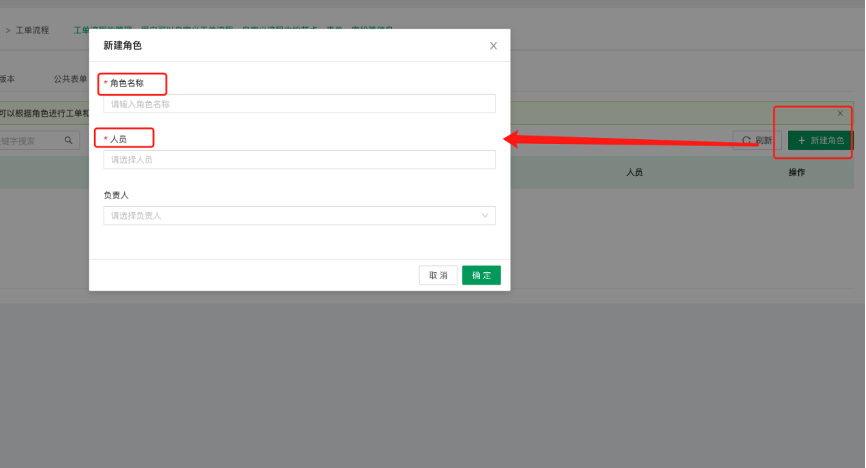 > 工单流程
新建角色
版本
公共表单
* 角色名称
请输入角色名称
可以根据角色进行工单和
键字搜索
刷新
+ 新建角色
* 人员
请选择人员
人员
操作
负责人
请选择负责人
取 消
确 定